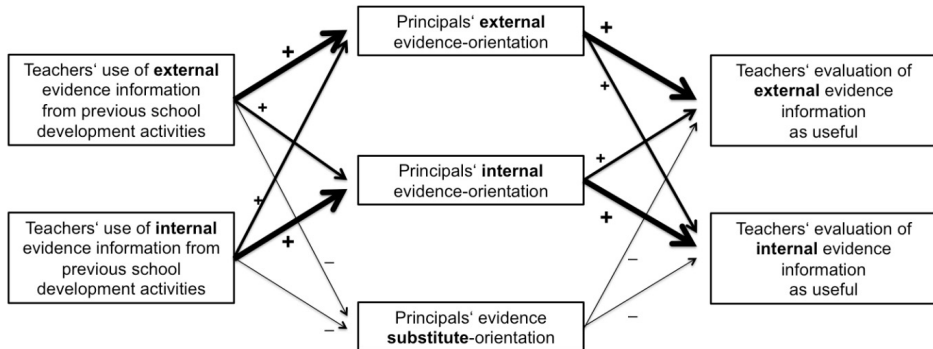 Teachers‘ use of external
evidence information
from previous school
development activities
Teachers‘ use of internal
evidence information from
previous school
development activities
+
+
–
+
+
–
Principals‘ external
evidence-orientation
Principals‘ internal
evidence-orientation
Principals‘ evidence
substitute-orientation
+
+
+
+
–
–
Teachers‘ evaluation of
external evidence
information
as useful
Teachers‘ evaluation of
internal evidence
information
as useful